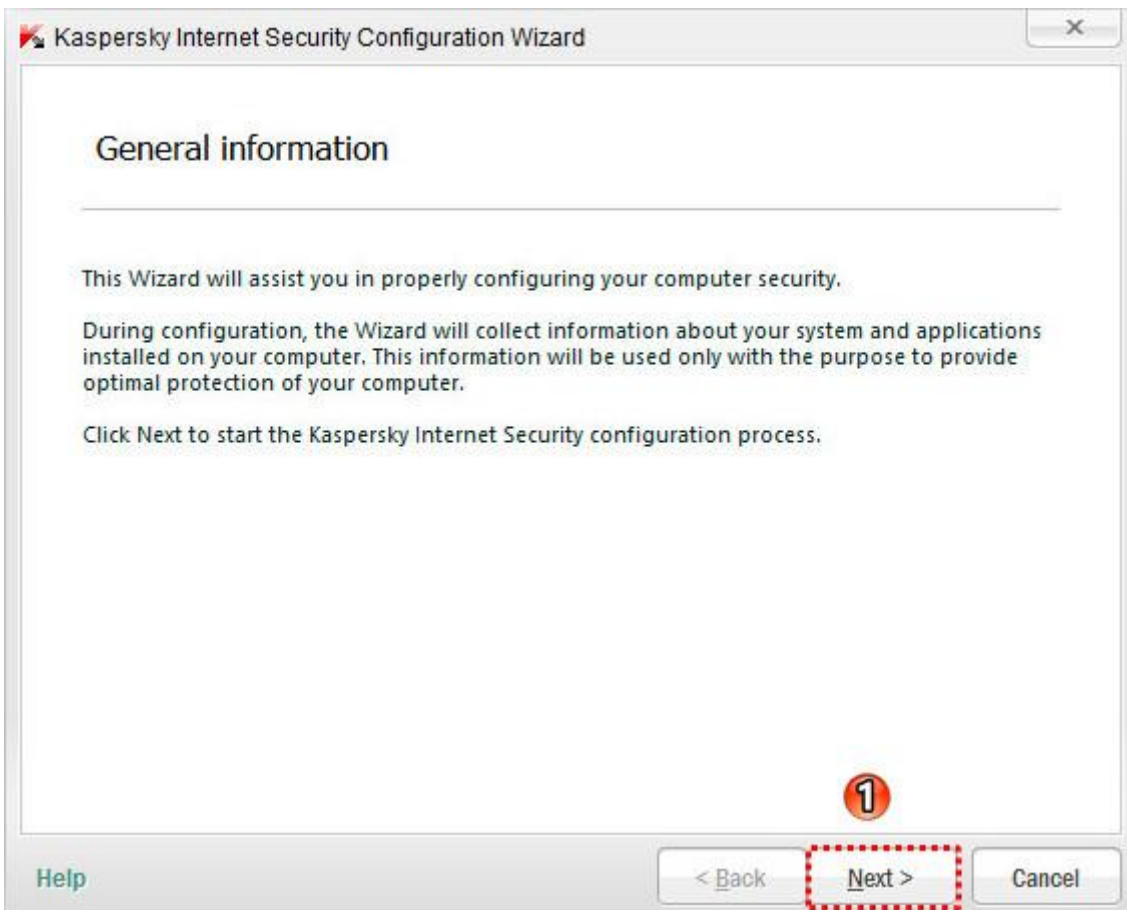 Kaspersky Internet Security Configuration Wizard
General information
This Wizard will assist you in properly configuring your computer security.
During configuration, the Wizard will collect information about your system and applications
installed on your computer. This information will be used only with the purpose to provide
optimal protection of your computer.
Click Next to start the Kaspersky Internet Security configuration process.
1
Help
< Back
Next >
Cancel